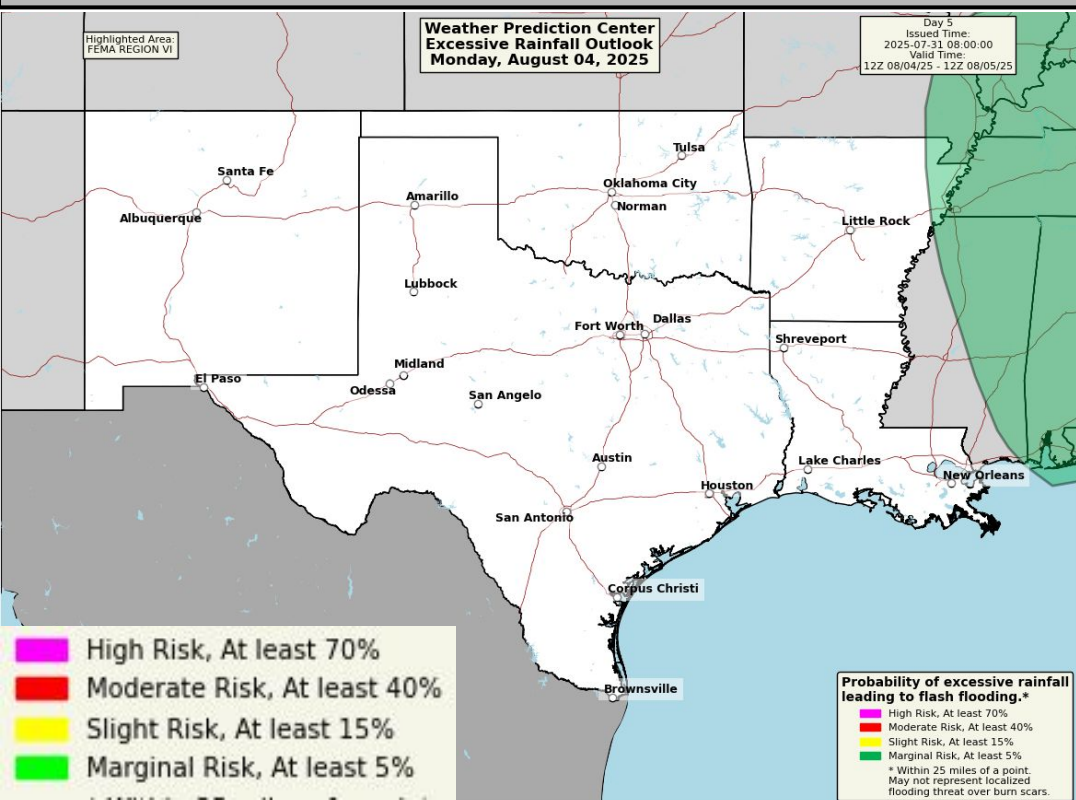 Highlighted Area:
FEMA REGION VI
Weather Prediction Center
Excessive Rainfall Outlook
Monday, August 04, 2025
Day 5
Issued Time:
2025-07-31 08:00:00
Valid Time:
12Z 08/04/25 - 12Z 08/05/25
Tulsa
Santa Fe
Oklahoma City
Amarillo
Norman
Albuquerque
Little Rock
Lubbock
Dallas
Fort Worth
Shreveport
Midland
El Paso
Odessa
San Angelo
Austin
Lake Charles
New Orleans
Houston
San Antonio
Corpus Christi
Brownsville
High Risk, At least 70%
Moderate Risk, At least 40%
Slight Risk, At least 15%
Marginal Risk, At least 5%
Probability of excessive rainfall
leading to flash flooding.*
High Risk, At least 70%
Moderate Risk, At least 40%
Slight Risk, At least 15%
Marginal Risk, At least 5%
* Within 25 miles of a point.
May not represent localized
flooding threat over burn scars.